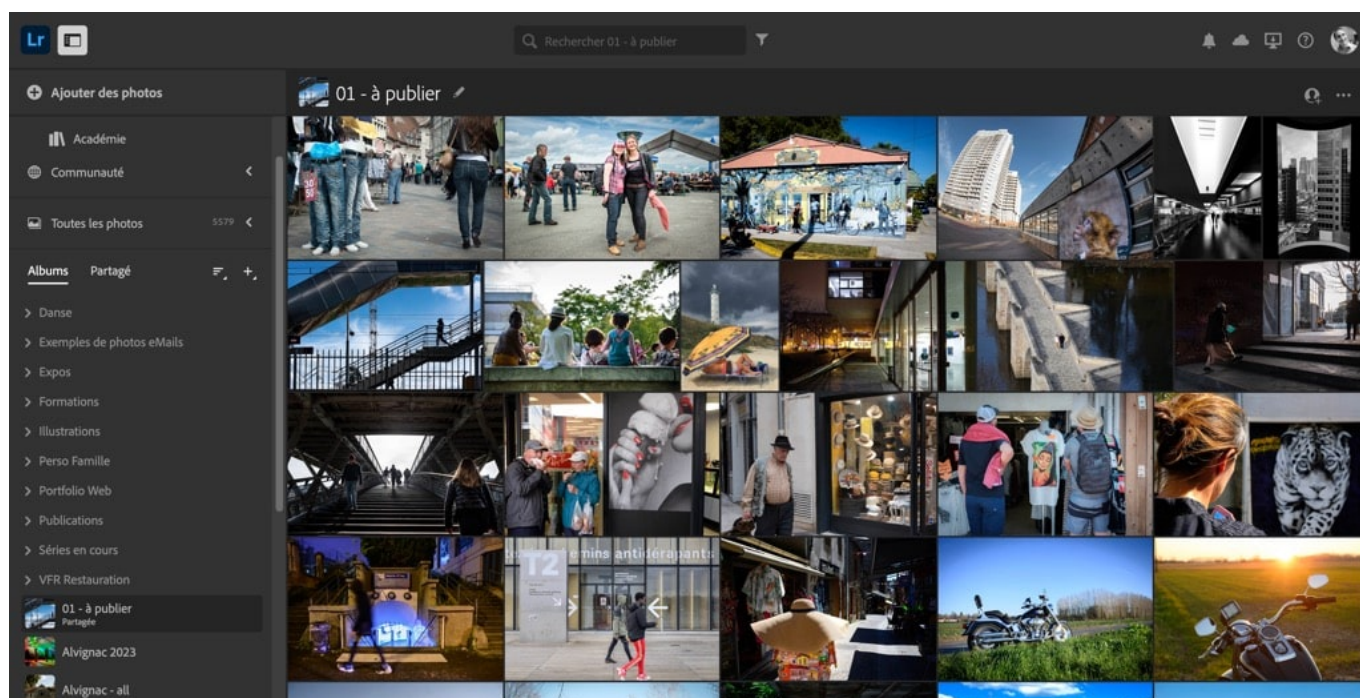 Lr
Rechercher 01 - à publier
Ajouter des photos
01 - à publier
Académie
Communauté
Toutes les photos 5579
Albums Partagé
Danse
Exemples de photos eMails
Expos
Formations
Illustrations
Perso Famille
Portfolio Web
Publications
Séries en cours
VFR Restauration
01 - à publier
Partagée
Alvignac 2023
Alvignac - all
T2
emins antidérapants